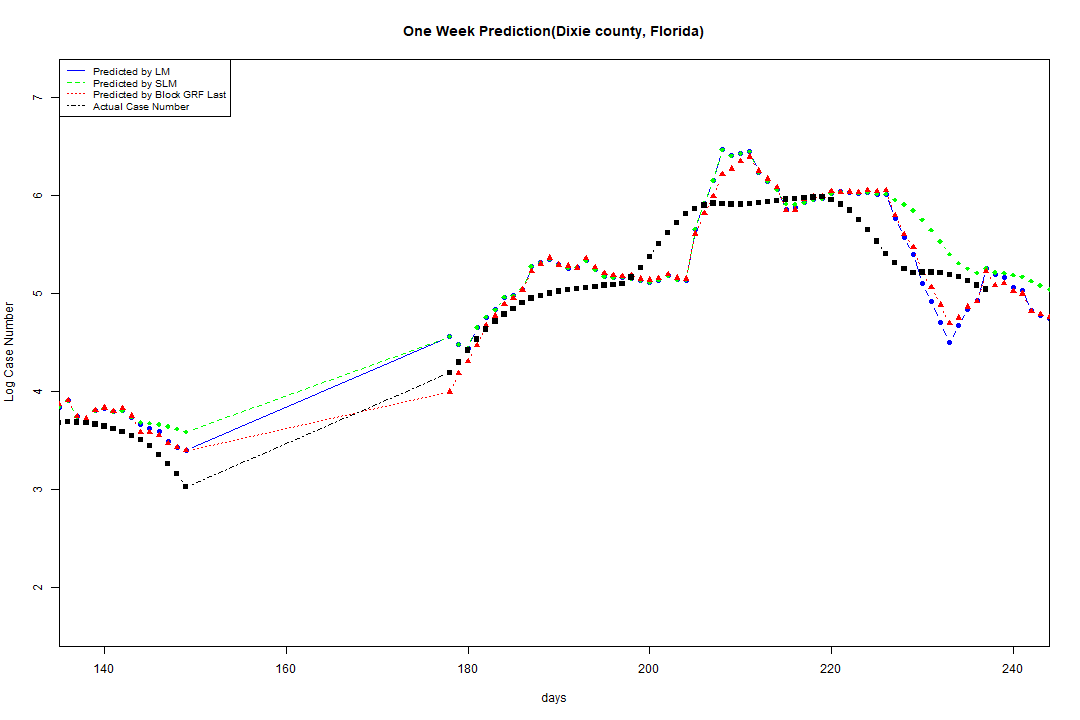 One Week Prediction(Dixie county, Florida)
Predicted by LM
Predicted by SLM
Predicted by Block GRF Last
Actual Case Number
7
6
5
4
3
2
Log Case Number
140 160 180 200 220 240
days